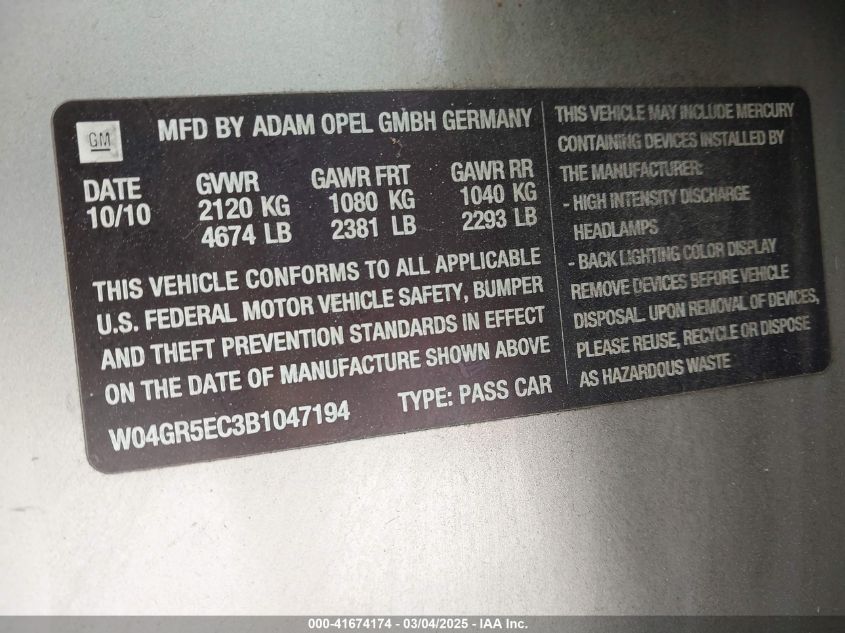 GM
MFD BY ADAM OPEL GMBH GERMANY
DATE GVWR GAWR FRT GAWR RR
10/10 2120 KG 1080 KG 1040 KG
4674 LB 2381 LB 2293 LB
THIS VEHICLE CONFORMS TO ALL APPLICABLE
U.S. FEDERAL MOTOR VEHICLE SAFETY, BUMPER
AND THEFT PREVENTION STANDARDS IN EFFECT
ON THE DATE OF MANUFACTURE SHOWN ABOVE
W04GR5EC3B1047194 TYPE: PASS CAR
THIS VEHICLE MAY INCLUDE MERCURY
CONTAINING DEVICES INSTALLED BY
THE MANUFACTURER:
- HIGH INTENSITY DISCHARGE
HEADLAMPS
- BACK LIGHTING COLOR DISPLAY
REMOVE DEVICES BEFORE VEHICLE
DISPOSAL. UPON REMOVAL OF DEVICES,
PLEASE REUSE, RECYCLE OR DISPOSE
AS HAZARDOUS WASTE
000-41674174 - 03/04/2025 - IAA Inc.